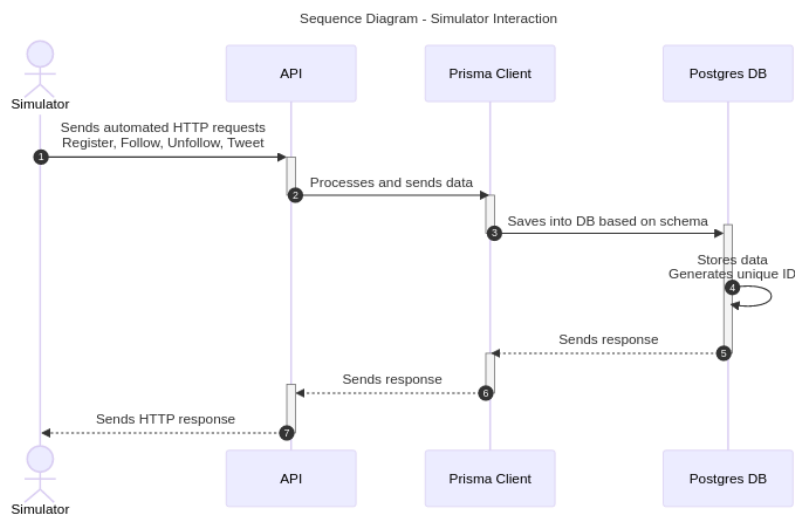 Sequence Diagram - Simulator Interaction
API
Prisma Client
Postgres DB
Simulator
Sends automated HTTP requests
Register, Follow, Unfollow, Tweet
1
Processes and sends data
2
Saves into DB based on schema
3
Stores data
Generates unique ID
4
Sends response
5
Sends response
6
Sends HTTP response
7
API
Prisma Client
Postgres DB
Simulator